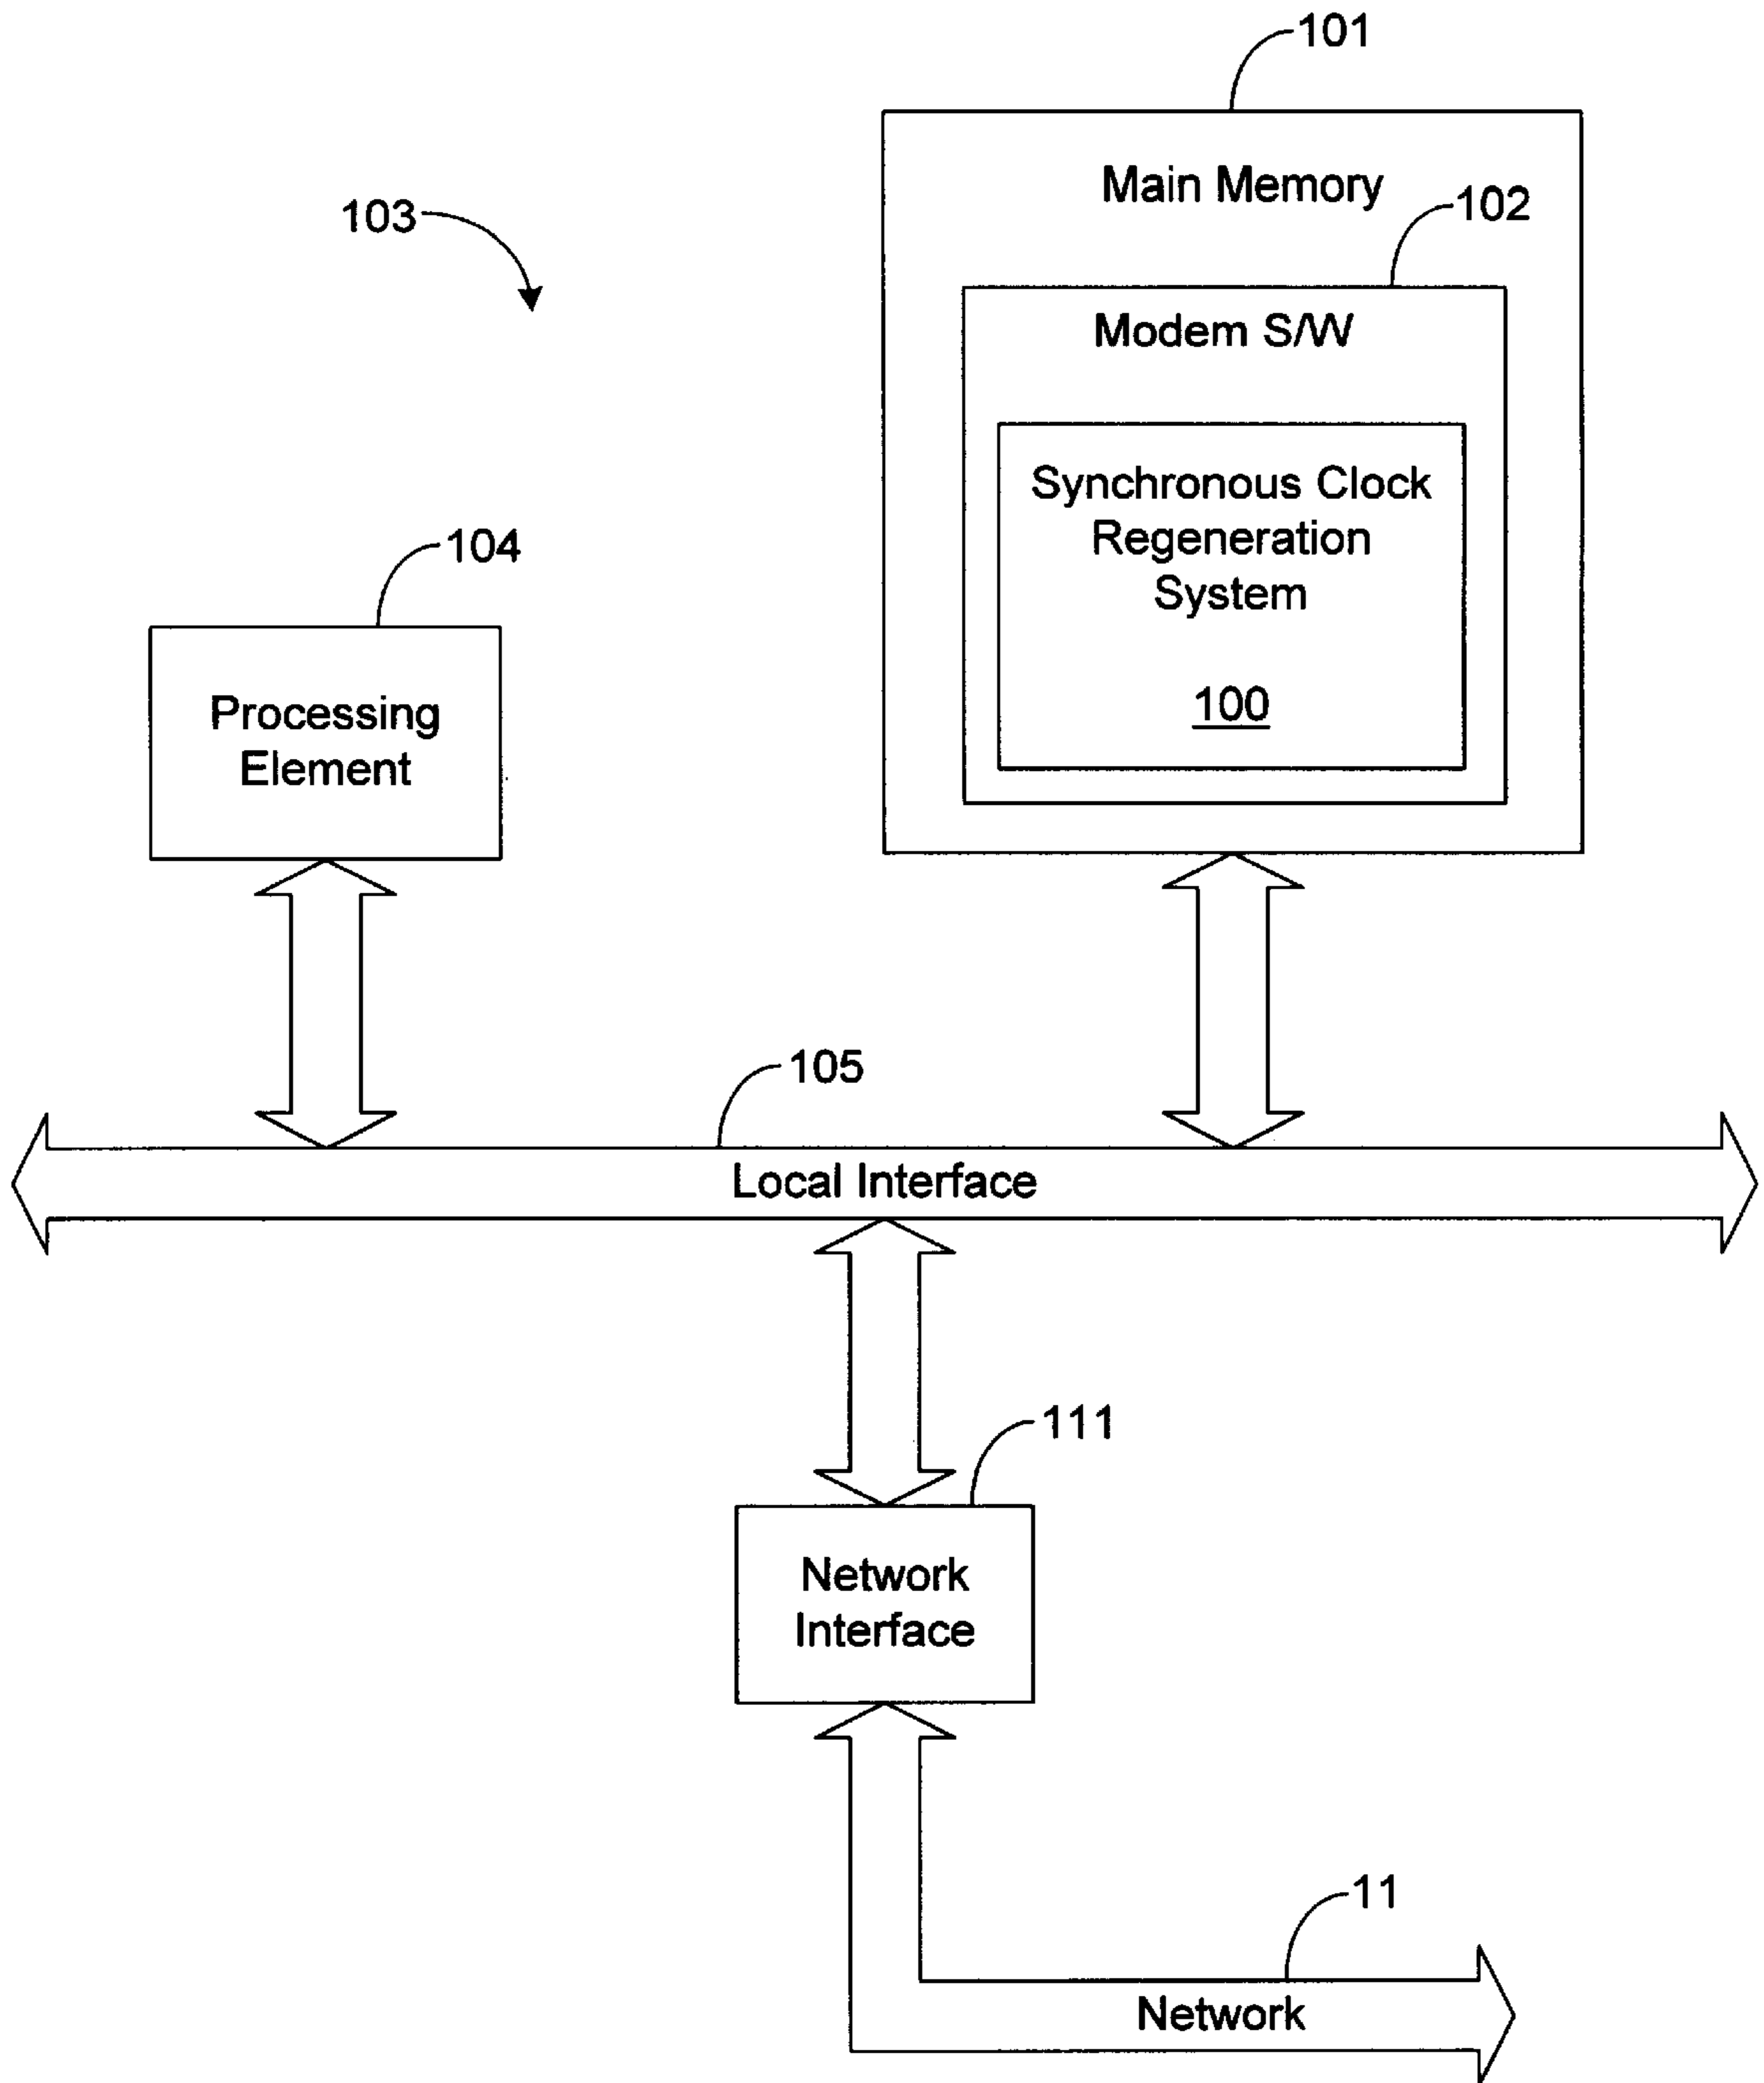 101
Main Memory
103
102
Modem S/W
Synchronous Clock
Regeneration
System
100
104
Processing
Element
105
Local Interface
111
Network
Interface
11
Network